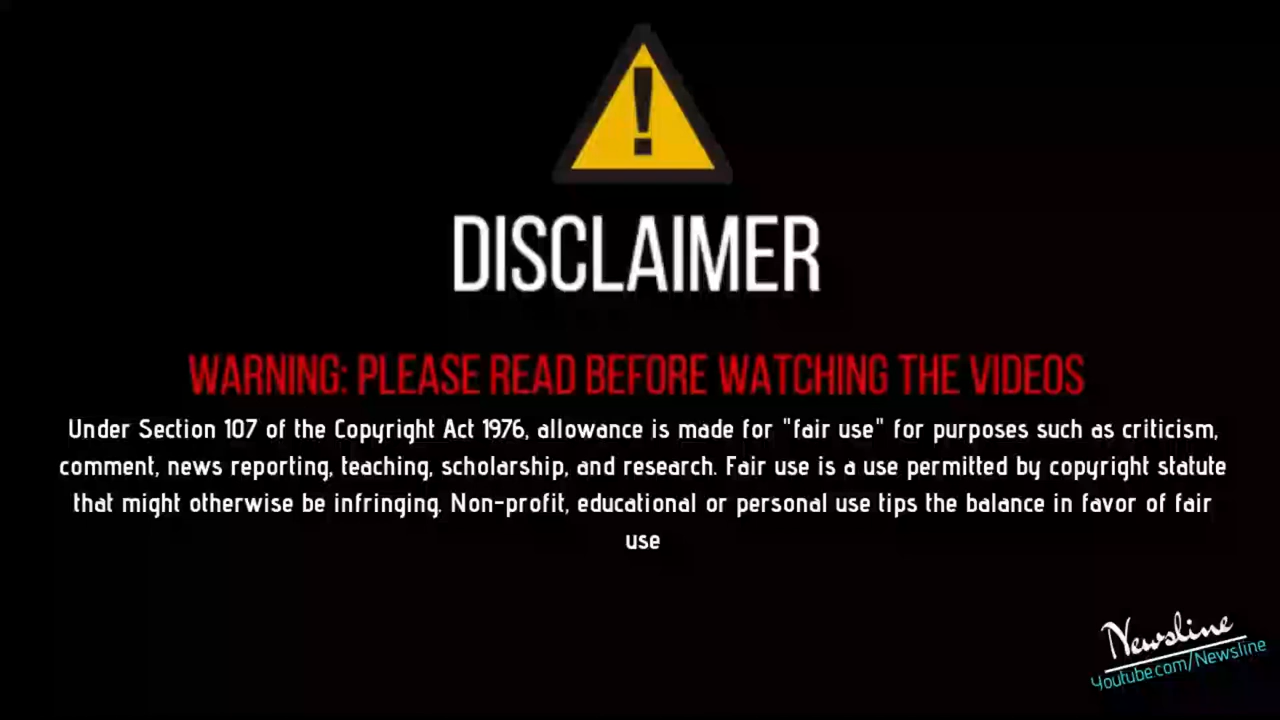 DISCLAIMER
WARNING: PLEASE READ BEFORE WATCHING THE VIDEOS
Under Section 107 of the Copyright Act 1976, allowance is made for "fair use" for purposes such as criticism,
comment, news reporting, teaching, scholarship, and research. Fair use is a use permitted by copyright statute
that might otherwise be infringing. Non-profit, educational or personal use tips the balance in favor of fair
use
Newsline
Youtube.com/Newsline